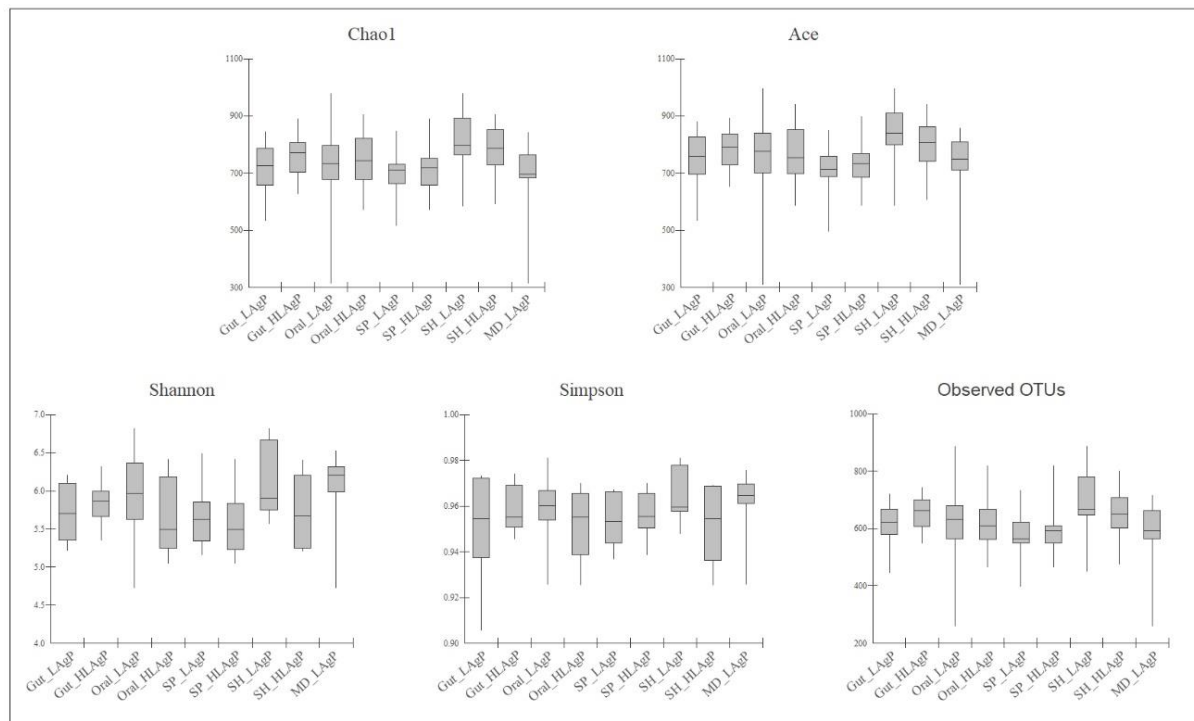 Chao1
1100
900
700
500
300
Gut_LAgP
Gut_HLAgP
Oral_LAgP
Oral_HLAgP
SP_LAgP
SP_HLAgP
SH_LAgP
SH_HLAgP
MD_LAgP
Ace
1100
900
700
500
300
Gut_LAgP
Gut_HLAgP
Oral_LAgP
Oral_HLAgP
SP_LAgP
SP_HLAgP
SH_LAgP
SH_HLAgP
MD_LAgP
Shannon
7.0
6.5
6.0
5.5
5.0
4.5
4.0
Gut_LAgP
Gut_HLAgP
Oral_LAgP
Oral_HLAgP
SP_LAgP
SP_HLAgP
SH_LAgP
SH_HLAgP
MD_LAgP
Simpson
1.00
0.98
0.96
0.94
0.92
0.90
Gut_LAgP
Gut_HLAgP
Oral_LAgP
Oral_HLAgP
SP_LAgP
SP_HLAgP
SH_LAgP
SH_HLAgP
MD_LAgP
Observed OTUs
1000
800
600
400
200
Gut_LAgP
Gut_HLAgP
Oral_LAgP
Oral_HLAgP
SP_LAgP
SP_HLAgP
SH_LAgP
SH_HLAgP
MD_LAgP